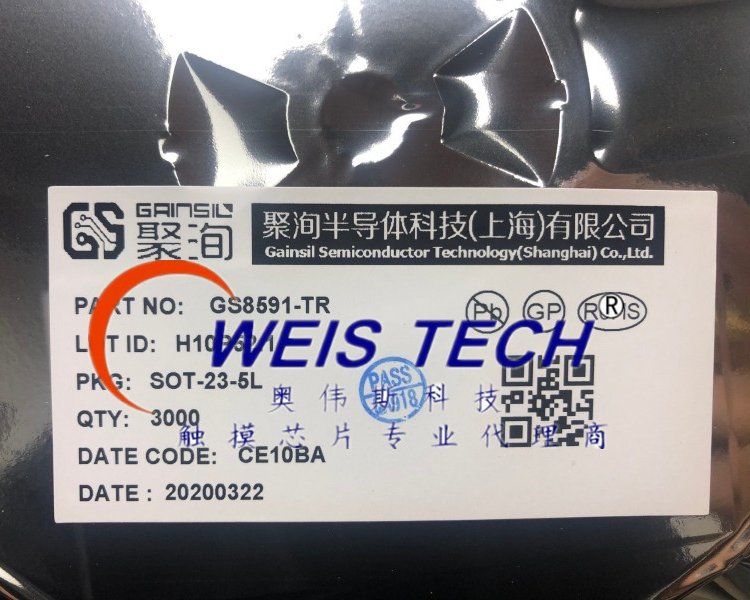 GS GAINSIL
聚洵
聚洵半导体科技(上海)有限公司
Gainsil Semiconductor Technology(Shanghai) Co.,Ltd.
PART NO: GS8591-TR
Pb GP ®
LOT ID:
WEIS TECH
PKG: SOT-23-5L
PASS
奥伟斯科技
QTY: 3000
触摸芯片专业代理商
DATE CODE: CE10BA
DATE : 20200322